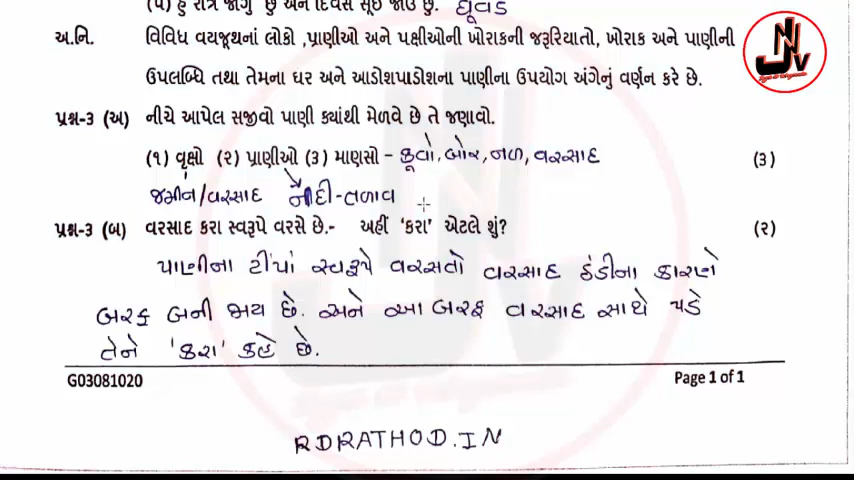 (૫) હું રાત્રે જાગું છું અને દિવસે સૂઈ જાઉં છું. ઘૂવડ
અ.નિ. વિવિધ વયજૂથનાં લોકો ,પ્રાણીઓ અને પક્ષીઓની ખોરાકની જરૂરિયાતો, ખોરાક અને પાણીની
ઉપલબ્ધિ તથા તેમના ઘર અને આડોશપાડોશના પાણીના ઉપયોગ અંગેનું વર્ણન કરે છે.
પ્રશ્ન-૩ (અ) નીચે આપેલ સજીવો પાણી ક્યાંથી મેળવે છે તે જણાવો.
(૧) વૃક્ષો (૨) પ્રાણીઓ (૩) માણસો - કૂવો, બોર, નળ, વરસાદ (૩)
જમીન/વરસાદ નદી-તળાવ
પ્રશ્ન-૩ (બ) વરસાદ કરા સ્વરૂપે વરસે છે.- અહીં ‘કરા’ એટલે શું? (૨)
પાણીના ટીપાં સ્વરૂપે વરસતો વરસાદ ઠંડીના કારણે
બરફ બની જાય છે. અને આ બરફ વરસાદ સાથે પડે
તેને 'કરા' કહે છે.
G03081020 Page 1 of 1
RDRATHOD.IN